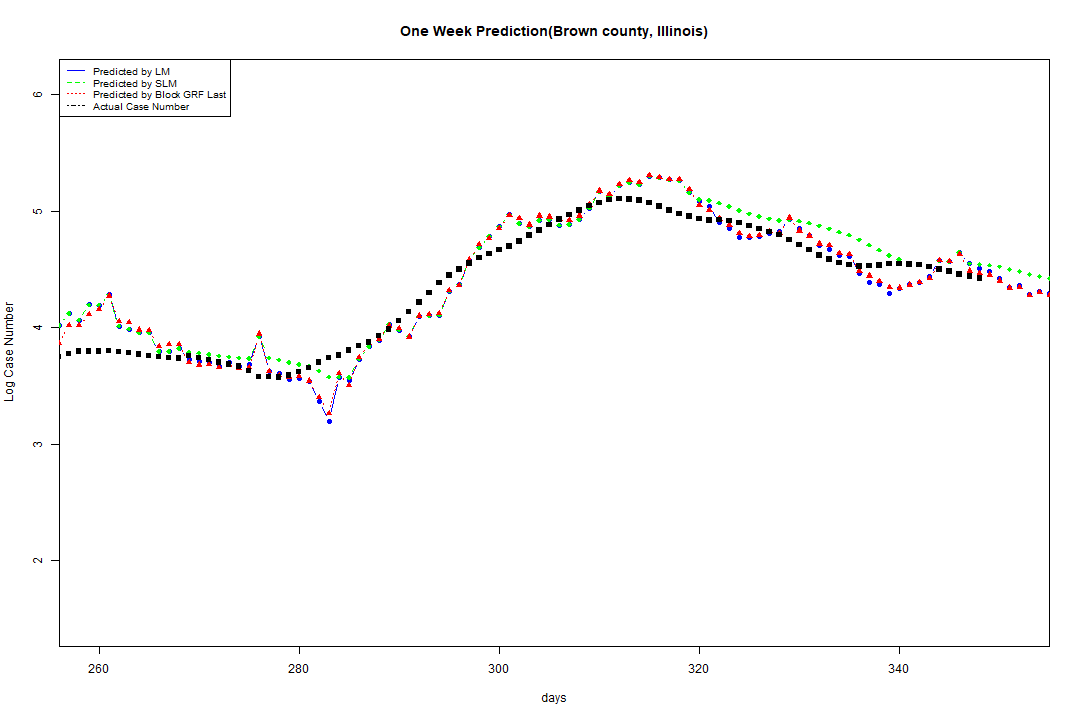 One Week Prediction(Brown county, Illinois)
Predicted by LM
Predicted by SLM
Predicted by Block GRF Last
Actual Case Number
6
5
4
3
2
Log Case Number
260 280 300 320 340
days